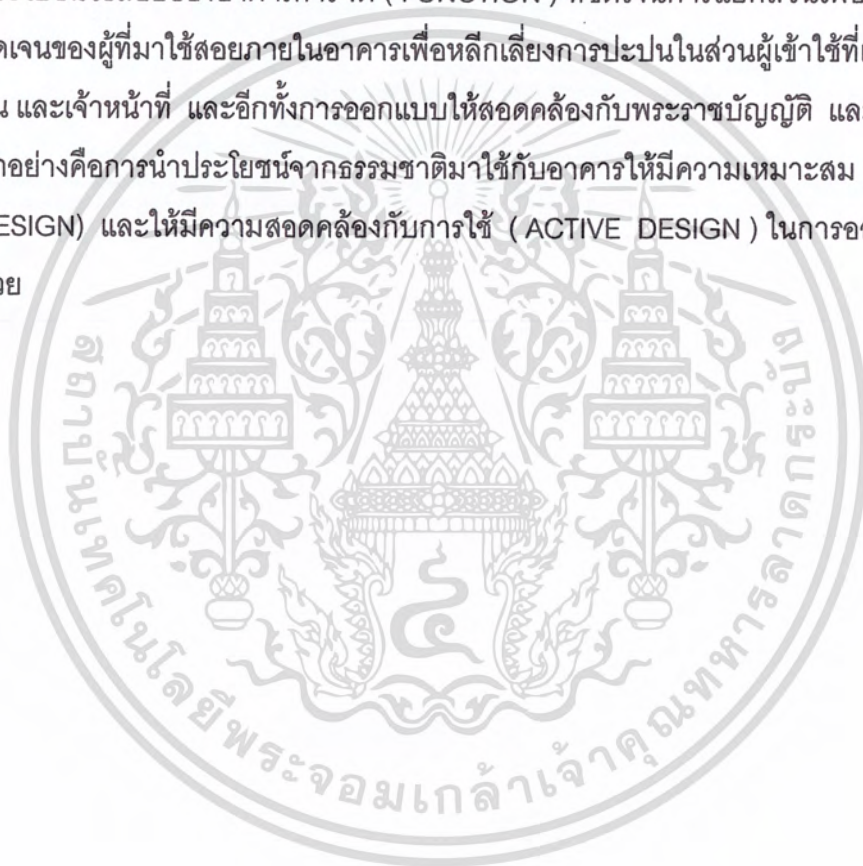 ( FUNCTION )
ดเจนของผู้ที่มาใช้สอยภายในอาคารเพื่อหลีกเลี่ยงการปะปนในส่วนผู้เข้าใช้ที่
น และเจ้าหน้าที่ และอีกทั้งการออกแบบให้สอดคล้องกับพระราชบัญญัติ และ
อย่างคือการนำประโยชน์จากธรรมชาติมาใช้กับอาคารให้มีความเหมาะสม
ESIGN) และให้มีความสอดคล้องกับการใช้ ( ACTIVE DESIGN ) ในการ
วย
สถาบันเทคโนโลยีพระจอมเกล้าเจ้าคุณทหารลาดกระบัง
๔